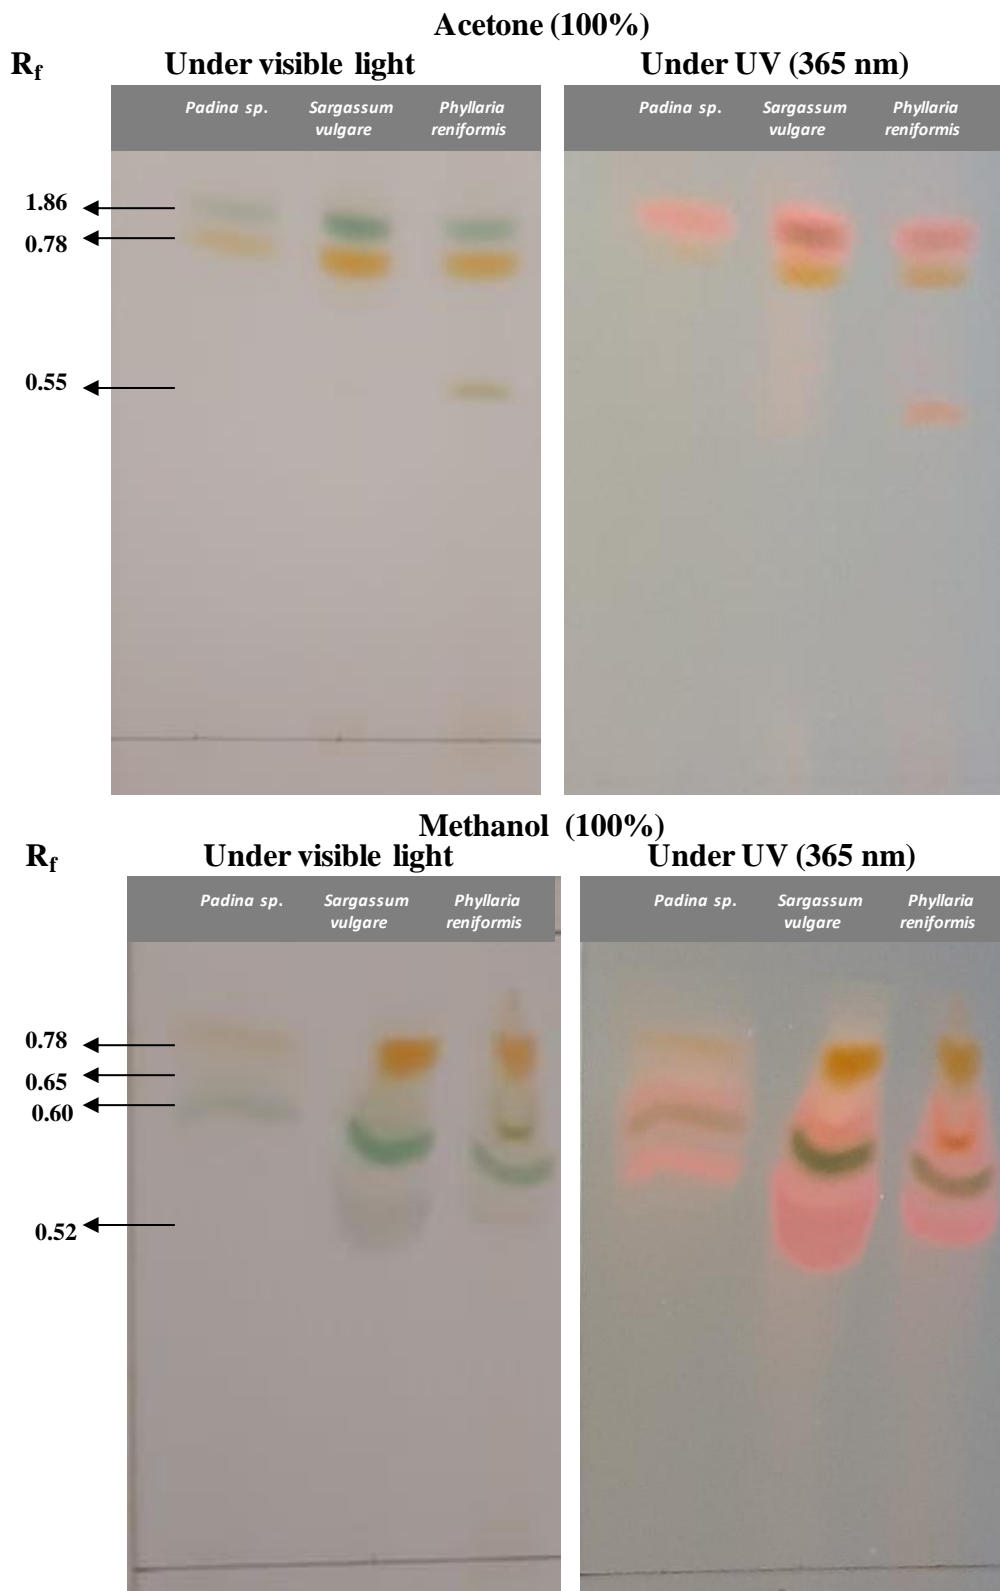 Acetone (100%)
R_f Under visible light Under UV (365 nm)
Padina sp. Sargassum vulgare Phyllaria reniformis
Padina sp. Sargassum vulgare Phyllaria reniformis
1.86
0.78
0.55
Methanol (100%)
R_f Under visible light Under UV (365 nm)
Padina sp. Sargassum vulgare Phyllaria reniformis
Padina sp. Sargassum vulgare Phyllaria reniformis
0.78
0.65
0.60
0.52